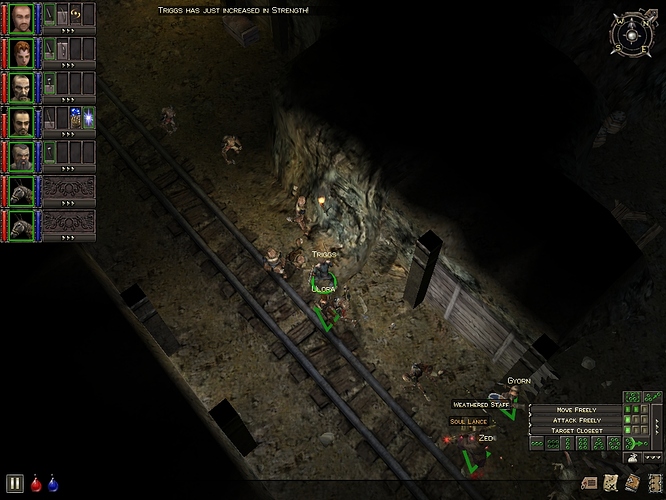 Triggs has just increased in Strength!
N
S
E
Triggs
Ulora
Gyorn
Weathered Staff
Soul Lance
Zed
Move Freely
Attack Freely
Target Closest